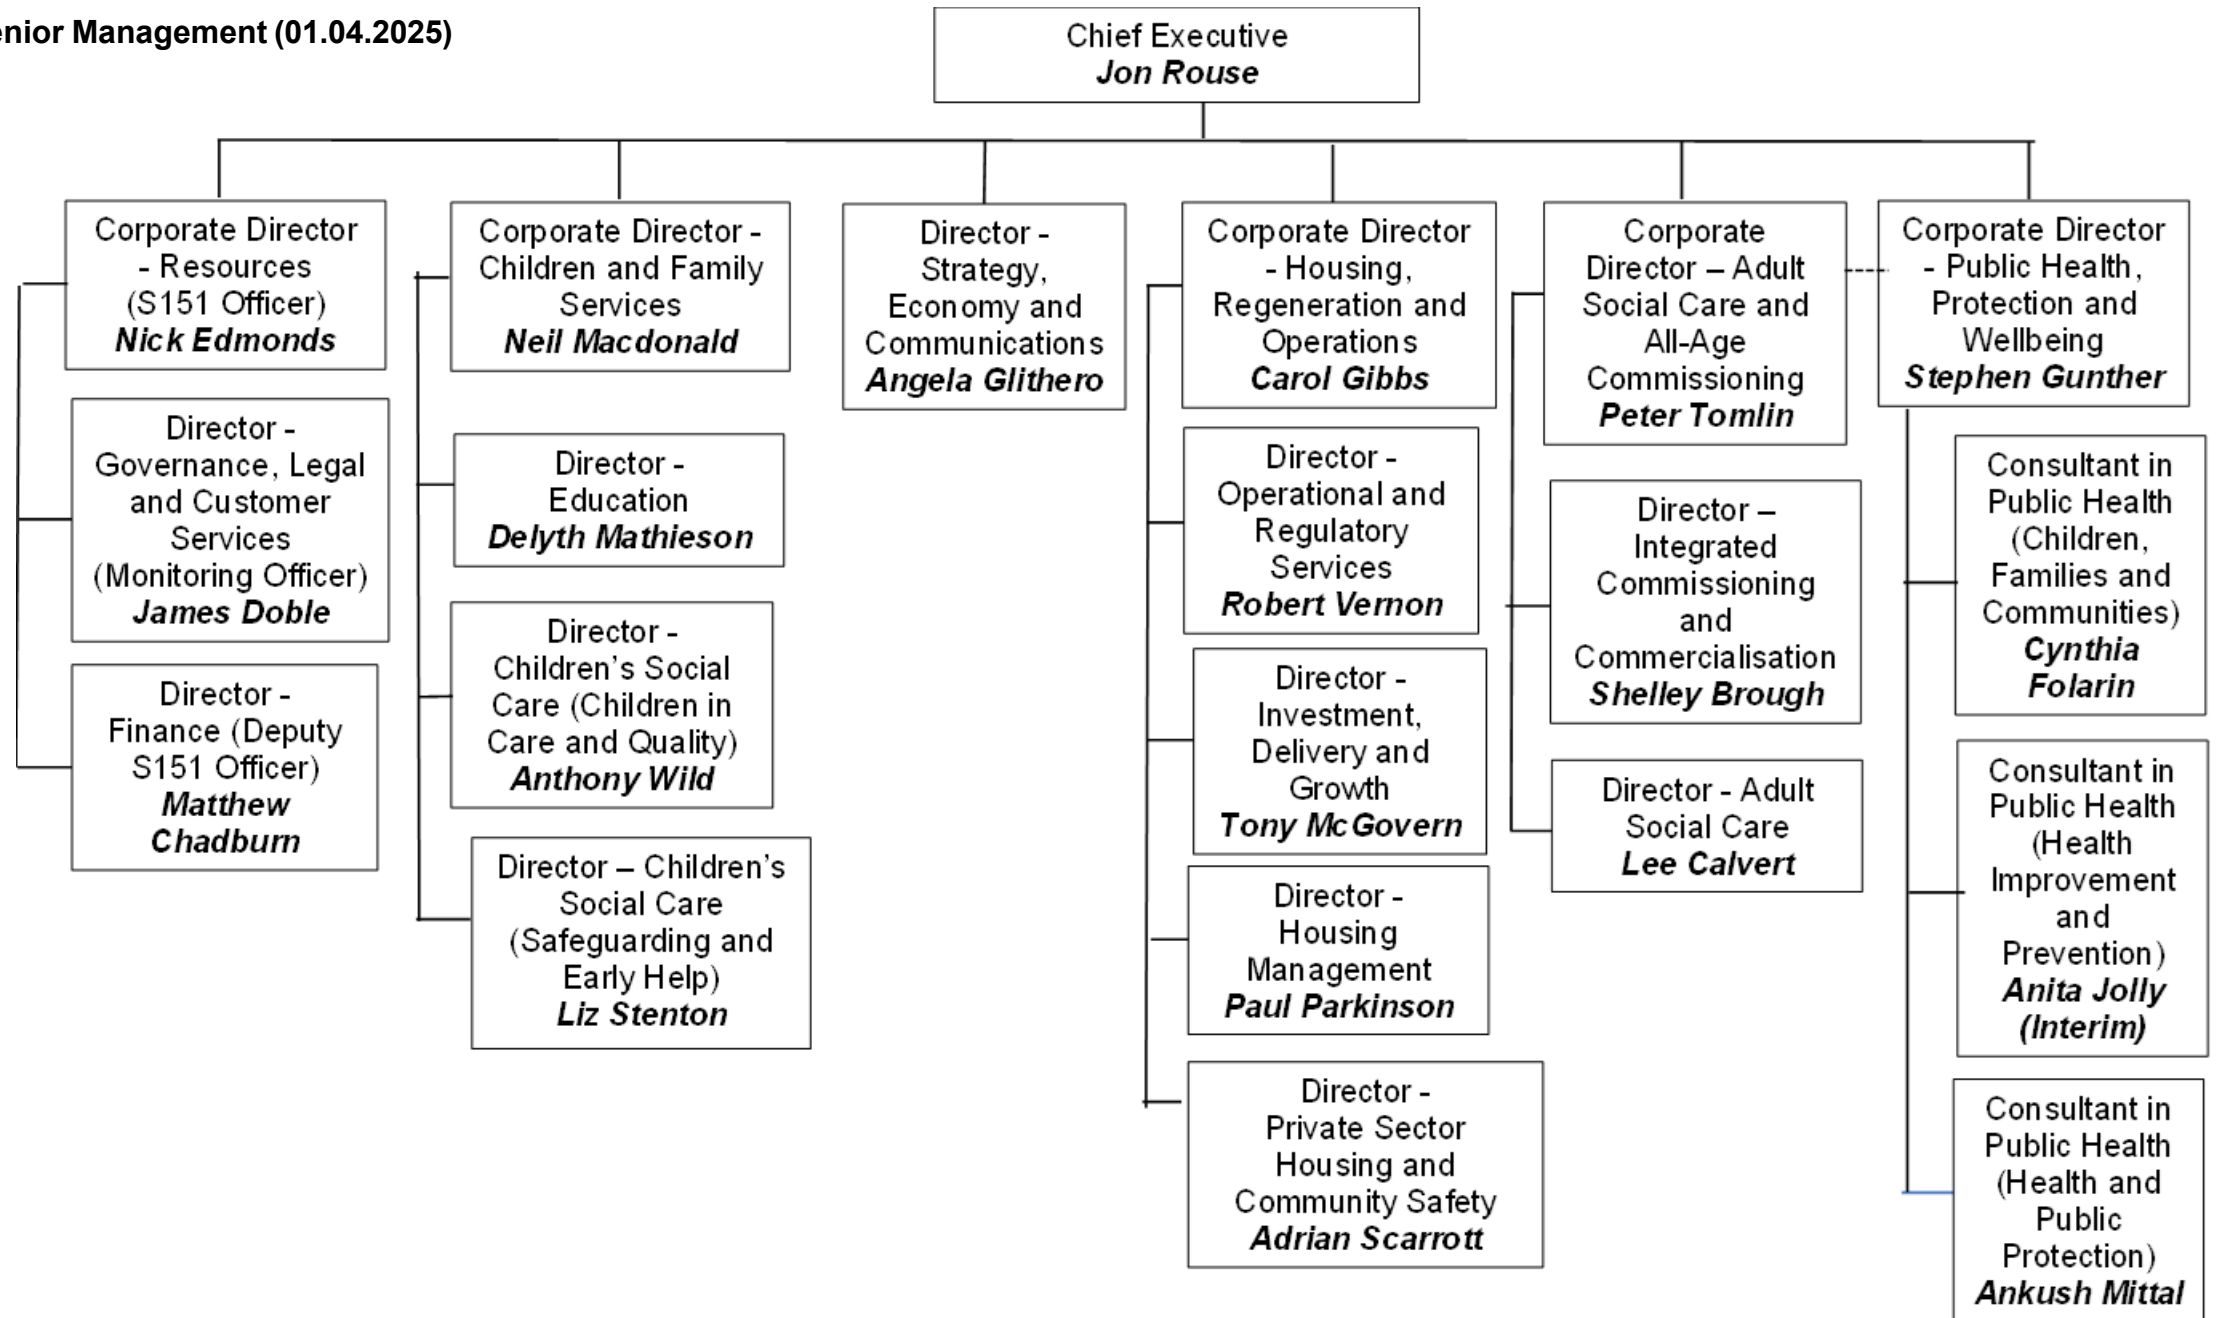 enior Management (01.04.2025)
Chief Executive
Jon Rouse
Corporate Director
- Resources
(S151 Officer)
Nick Edmonds
Director -
Governance, Legal
and Customer
Services
(Monitoring Officer)
James Doble
Director -
Finance (Deputy
S151 Officer)
Matthew
Chadburn
Corporate Director -
Children and Family
Services
Neil Macdonald
Director -
Education
Delyth Mathieson
Director -
Children’s Social
Care (Children in
Care and Quality)
Anthony Wild
Director – Children’s
Social Care
(Safeguarding and
Early Help)
Liz Stenton
Director -
Strategy,
Economy and
Communications
Angela Glithero
Corporate Director
- Housing,
Regeneration and
Operations
Carol Gibbs
Director -
Operational and
Regulatory
Services
Robert Vernon
Director -
Investment,
Delivery and
Growth
Tony McGovern
Director -
Housing
Management
Paul Parkinson
Director -
Private Sector
Housing and
Community Safety
Adrian Scarrott
Corporate
Director – Adult
Social Care and
All-Age
Commissioning
Peter Tomlin
Director –
Integrated
Commissioning
and
Commercialisation
Shelley Brough
Director - Adult
Social Care
Lee Calvert
Corporate Director
- Public Health,
Protection and
Wellbeing
Stephen Gunther
Consultant in
Public Health
(Children,
Families and
Communities)
Cynthia
Folarin
Consultant in
Public Health
(Health
Improvement
and
Prevention)
Anita Jolly
(Interim)
Consultant in
Public Health
(Health and
Public
Protection)
Ankush Mittal